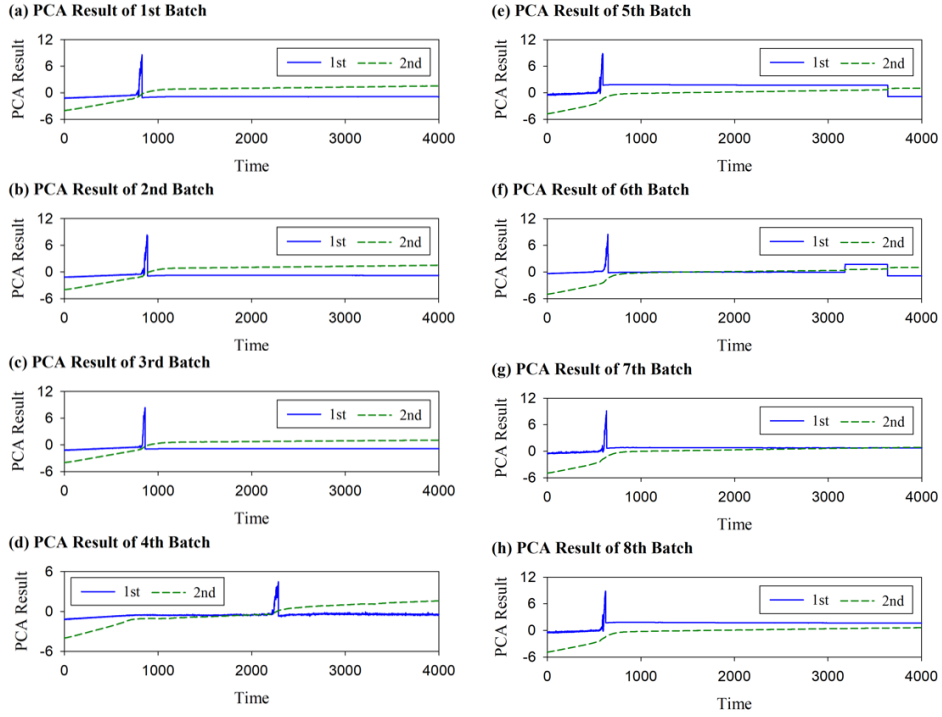 (a) PCA Result of 1st Batch
PCA Result
12
6
0
-6
1st
2nd
0
1000
2000
3000
4000
Time
(b) PCA Result of 2nd Batch
PCA Result
12
6
0
-6
1st
2nd
0
1000
2000
3000
4000
Time
(c) PCA Result of 3rd Batch
PCA Result
12
6
0
-6
1st
2nd
0
1000
2000
3000
4000
Time
(d) PCA Result of 4th Batch
PCA Result
6
0
-6
1st
2nd
0
1000
2000
3000
4000
Time
(e) PCA Result of 5th Batch
PCA Result
12
6
0
-6
1st
2nd
0
1000
2000
3000
4000
Time
(f) PCA Result of 6th Batch
PCA Result
12
6
0
-6
1st
2nd
0
1000
2000
3000
4000
Time
(g) PCA Result of 7th Batch
PCA Result
12
6
0
-6
1st
2nd
0
1000
2000
3000
4000
Time
(h) PCA Result of 8th Batch
PCA Result
12
6
0
-6
1st
2nd
0
1000
2000
3000
4000
Time